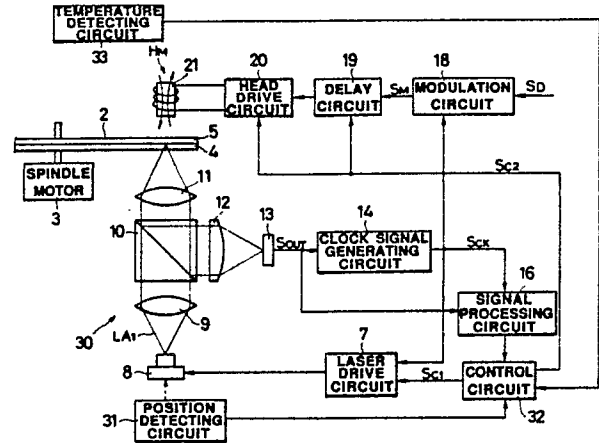 TEMPERATURE
DETECTING
CIRCUIT
33
HM
21
20
HEAD
DRIVE
CIRCUIT
19
DELAY
CIRCUIT
SM
18
MODULATION
CIRCUIT
SD
2
5
4
SPINDLE
MOTOR
3
11
SC2
10
12
13
SOUT
14
CLOCK SIGNAL
GENERATING
CIRCUIT
SCK
16
SIGNAL
PROCESSING
CIRCUIT
9
30
LA1
8
7
LASER
DRIVE
CIRCUIT
SC1
CONTROL
CIRCUIT
32
31
POSITION
DETECTING
CIRCUIT